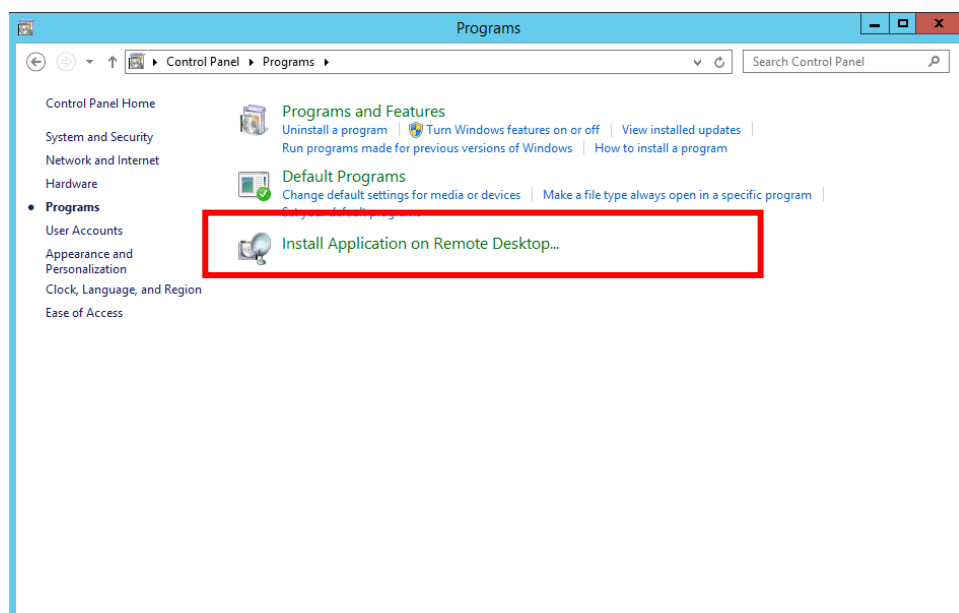 Programs
Control Panel Programs
Search Control Panel
Control Panel Home
System and Security
Network and Internet
Hardware
Programs
User Accounts
Appearance and
Personalization
Clock, Language, and Region
Ease of Access
Programs and Features
Uninstall a program Turn Windows features on or off View installed updates
Run programs made for previous versions of Windows How to install a program
Default Programs
Change default settings for media or devices Make a file type always open in a specific program
Set your default programs
Install Application on Remote Desktop...